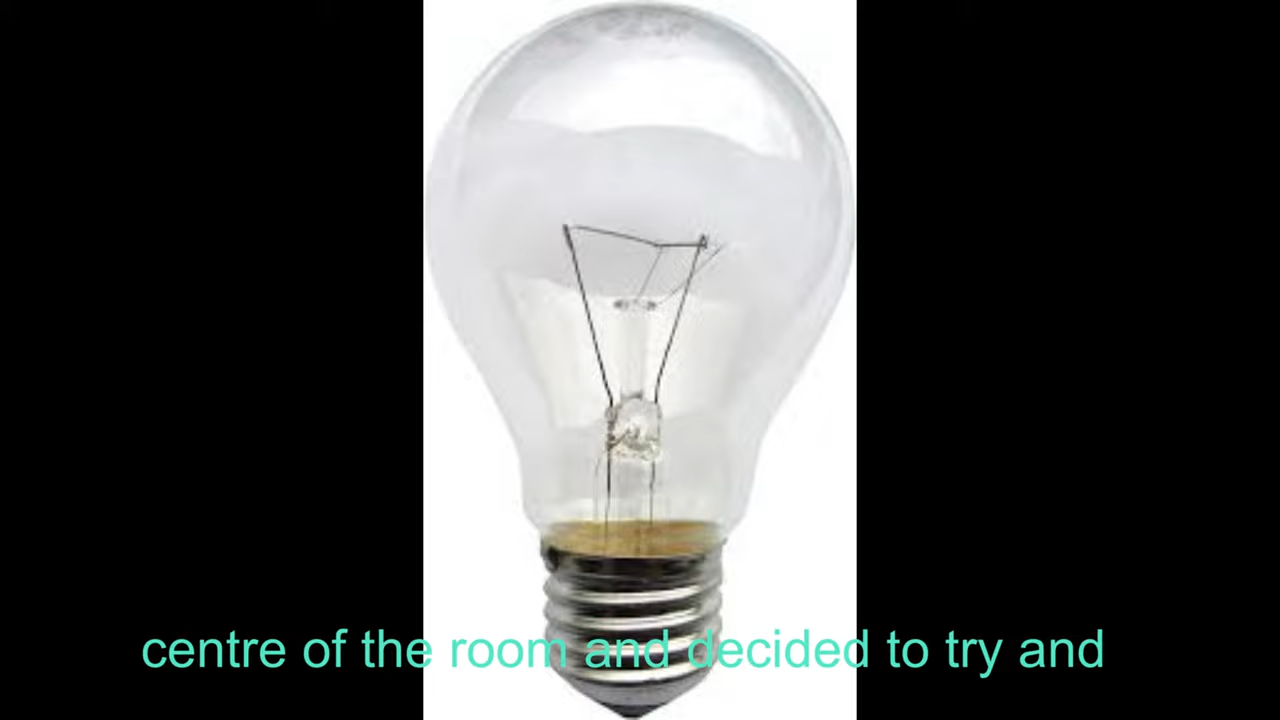 centre of the room and decided to try and